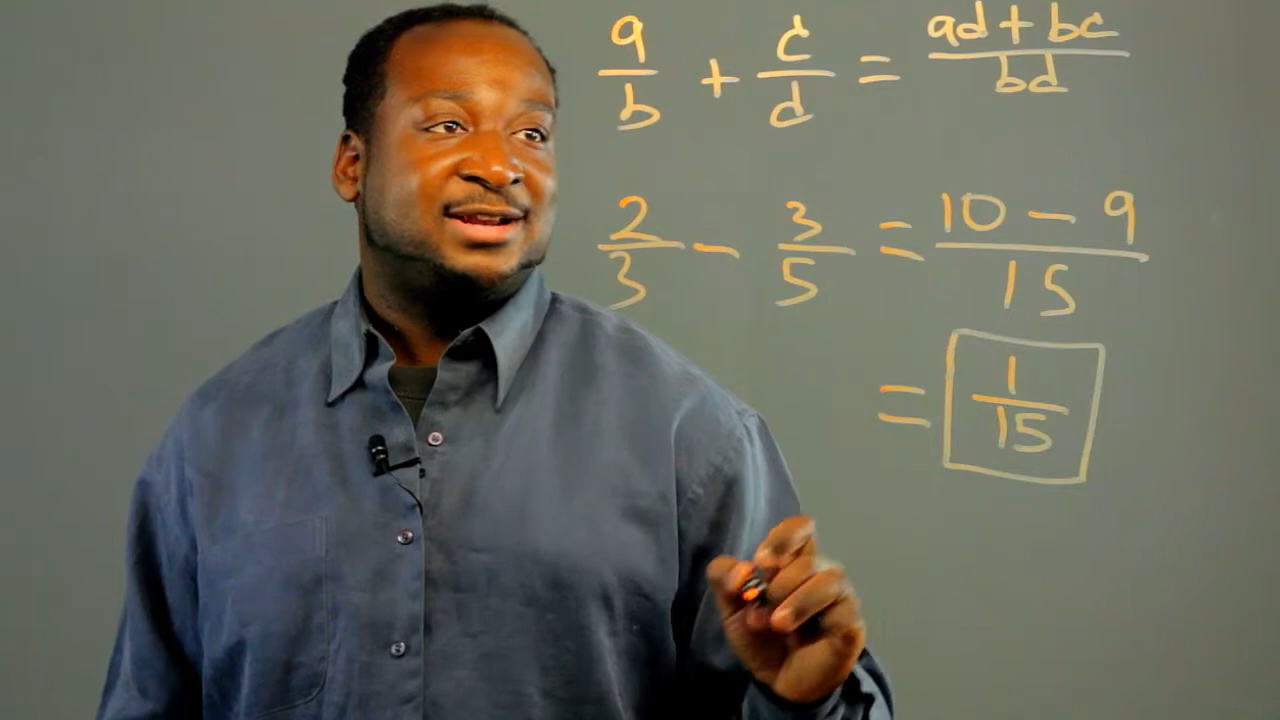 a/b + c/d = ad + bc/bd
2/3 - 3/5 = 10 - 9/15
= 1/15